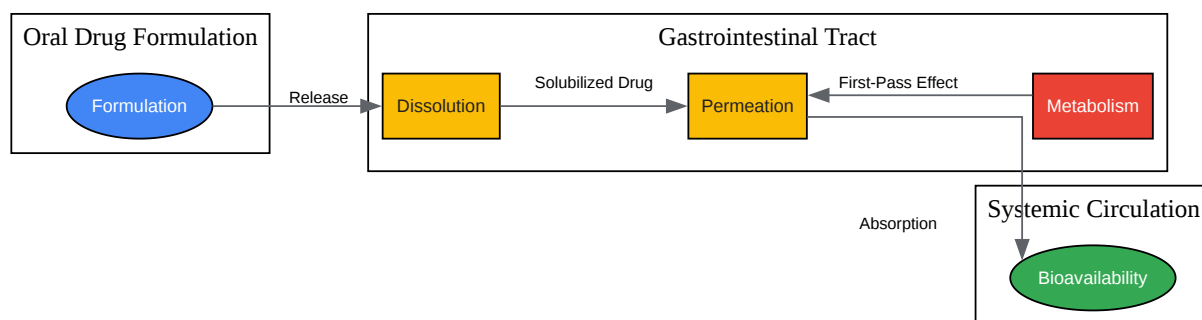 Oral Drug Formulation
Gastrointestinal Tract
Formulation
Release
Dissolution
Solubilized Drug
Permeation
First-Pass Effect
Metabolism
Systemic Circulation
Absorption
Bioavailability